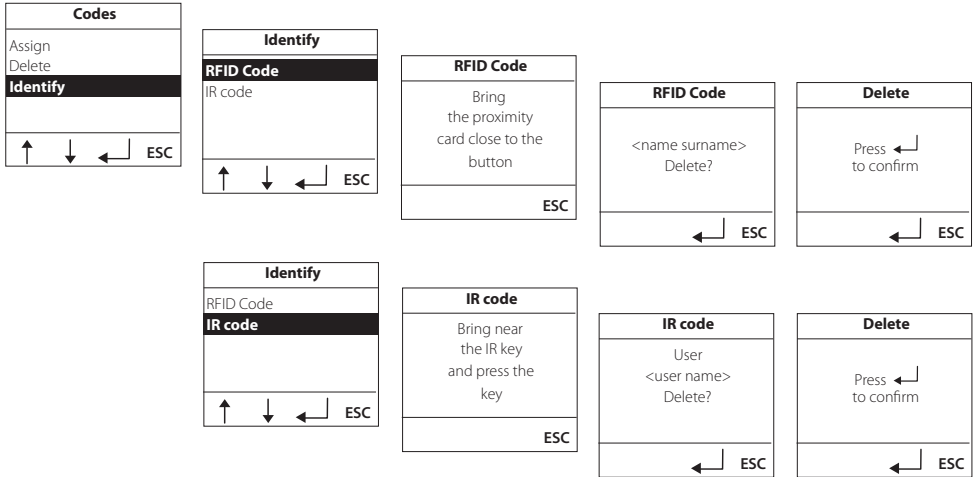 Codes
Assign
Delete
Identify
ESC
Identify
RFID Code
IR code
ESC
RFID Code
Bring
the proximity
card close to the
button
ESC
RFID Code
<name surname>
Delete?
ESC
Delete
Press
to confirm
ESC
Identify
RFID Code
IR code
ESC
IR code
Bring near
the IR key
and press the
key
ESC
IR code
User
<user name>
Delete?
ESC
Delete
Press
to confirm
ESC